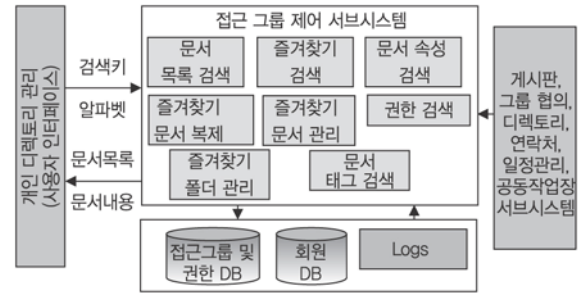 접근 그룹 제어 서브시스템
개인 디렉토리 관리
(사용자 인터페이스)
검색키
알파벳
문서목록
문서내용
문서
목록 검색
즐겨찾기
검색
문서 속성
검색
즐겨찾기
문서 복제
즐겨찾기
문서 관리
권한 검색
즐겨찾기
폴더 관리
문서
태그 검색
게시판,
그룹 협의,
디렉토리,
연락처,
일정관리,
공동작업장
서브시스템
접근그룹 및
권한 DB
회원
DB
Logs